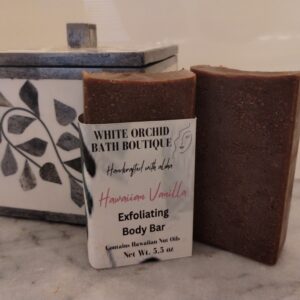 WHITE ORCHID
BATH BOUTIQUE
Handcrafted with aloha
Hawaiian Vanilla
Exfoliating
Body Bar
Contains Hawaiian Nut Oils
Net Wt. 5.5 oz